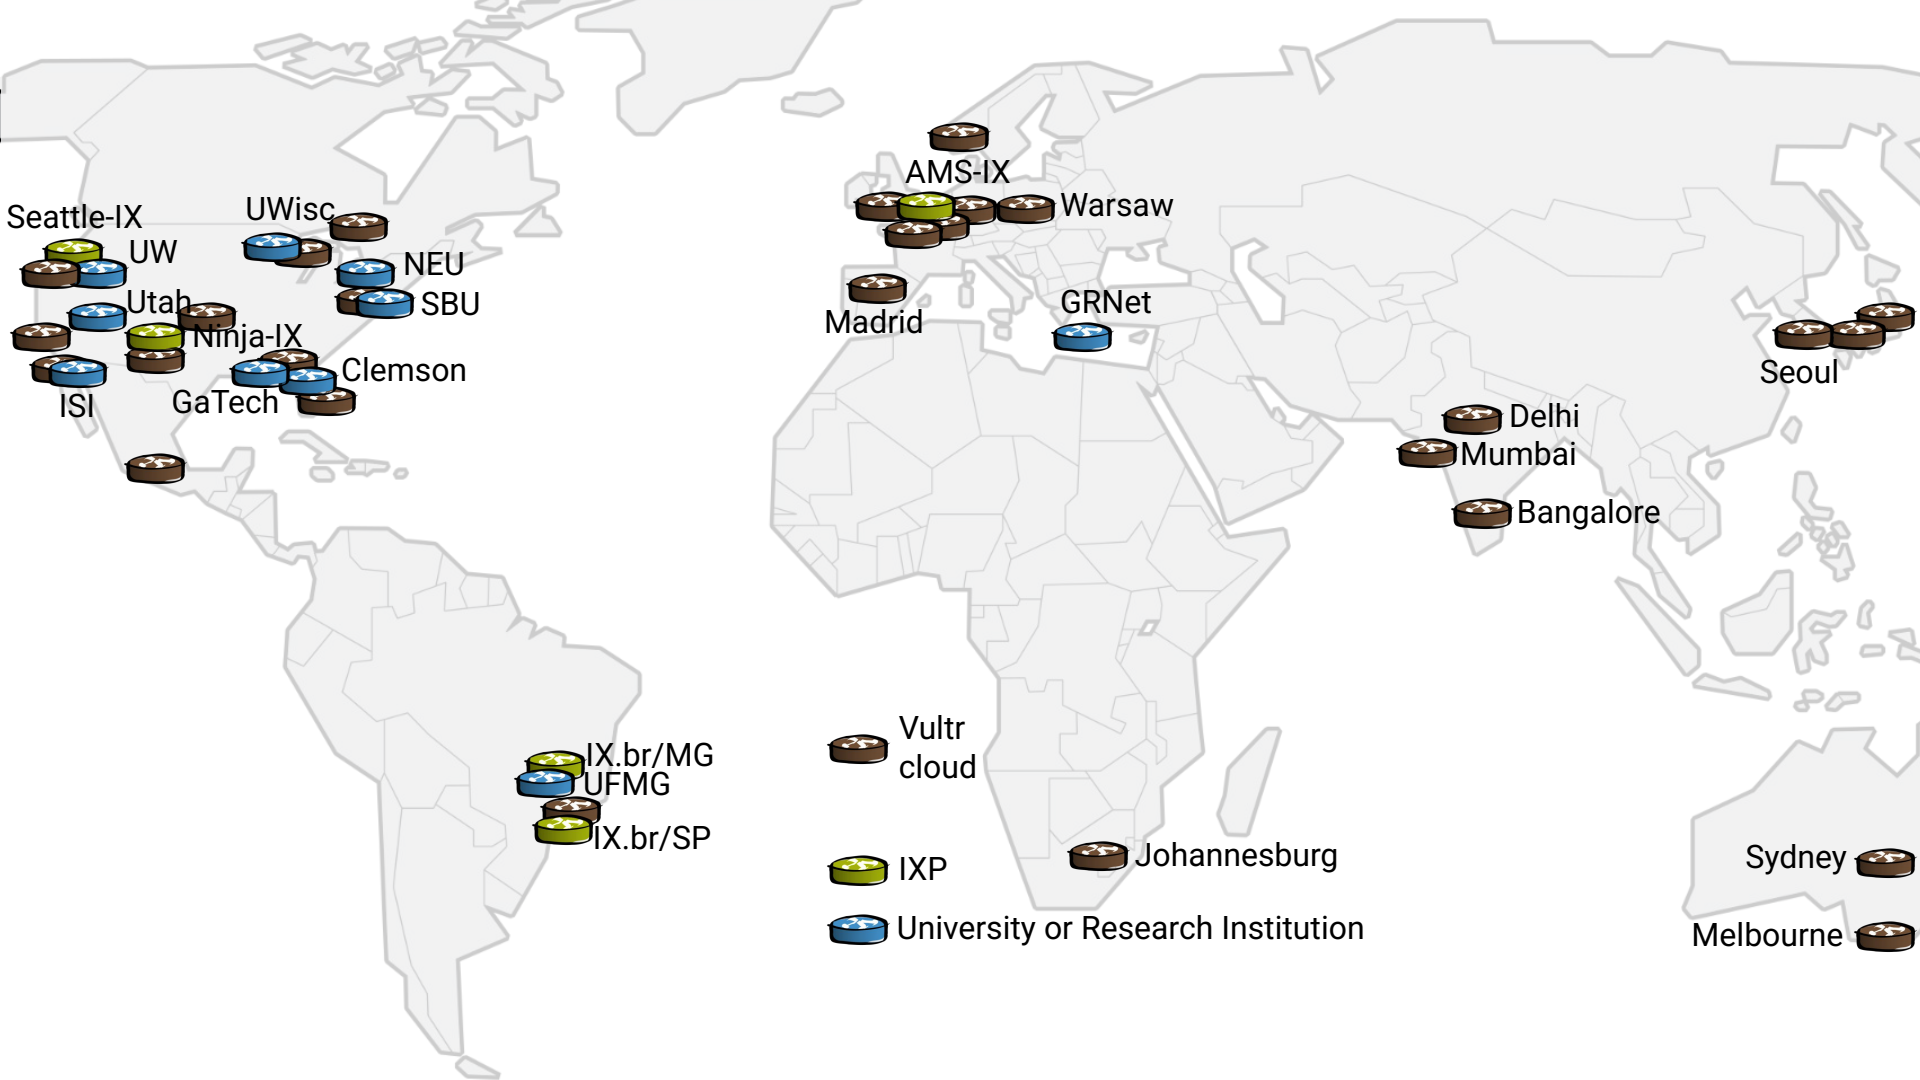 AMS-IX
Warsaw
Seattle-IX
UWisc
UW
NEU
Utah
SBU
Ninja-IX
Clemson
ISI
GaTech
Madrid
GRNet
Seoul
Delhi
Mumbai
Bangalore
IX.br/MG
UFMG
IX.br/SP
Vultr
cloud
IXP
University or Research Institution
Johannesburg
Sydney
Melbourne